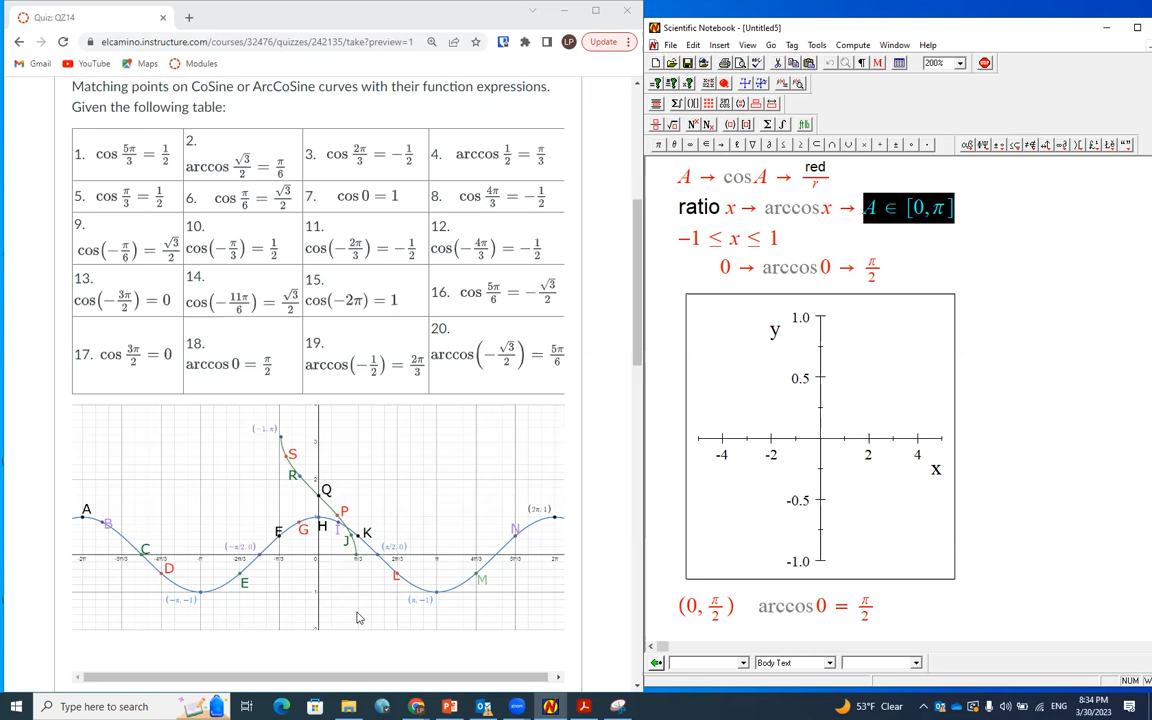 Quiz: QZ14
elcamino.instructure.com/courses/32476/quizzes/242135/take?preview=1
LP
Update
Gmail
YouTube
Maps
Modules
Matching points on CoSine or ArcCoSine curves with their function expressions.
Given the following table:
1. cos 5π/3 = 1/2
2. arccos √3/2 = π/6
3. cos 2π/3 = −1/2
4. arccos 1/2 = π/3
5. cos π/3 = 1/2
6. cos π/6 = √3/2
7. cos 0 = 1
8. cos 4π/3 = −1/2
9. cos(−π/6) = √3/2
10. cos(−π/3) = 1/2
11. cos(−2π/3) = −1/2
12. cos(−4π/3) = −1/2
13. cos(−3π/2) = 0
14. cos(−11π/6) = √3/2
15. cos(−2π) = 1
16. cos 5π/6 = −√3/2
17. cos 3π/2 = 0
18. arccos 0 = π/2
19. arccos(−1/2) = 2π/3
20. arccos(−√3/2) = 5π/6
(−1, π)
S
R
Q
P
A
B
F
G
H
I
J
K
N
(2π, 1)
C
(−π/2, 0)
(π/2, 0)
D
E
L
M
(−π, −1)
(π, −1)
Scientific Notebook - [Untitled5]
File Edit Insert View Go Tag Tools Compute Window Help
200%
A → cos A → red/r
ratio x → arccos x → A ∈ [0, π]
−1 ≤ x ≤ 1
0 → arccos 0 → π/2
y
1.0
0.5
-4 -2 2 4
x
-0.5
-1.0
(0, π/2) arccos 0 = π/2
Body Text
NUM
Type here to search
53°F Clear
ENG
8:34 PM
3/30/2023